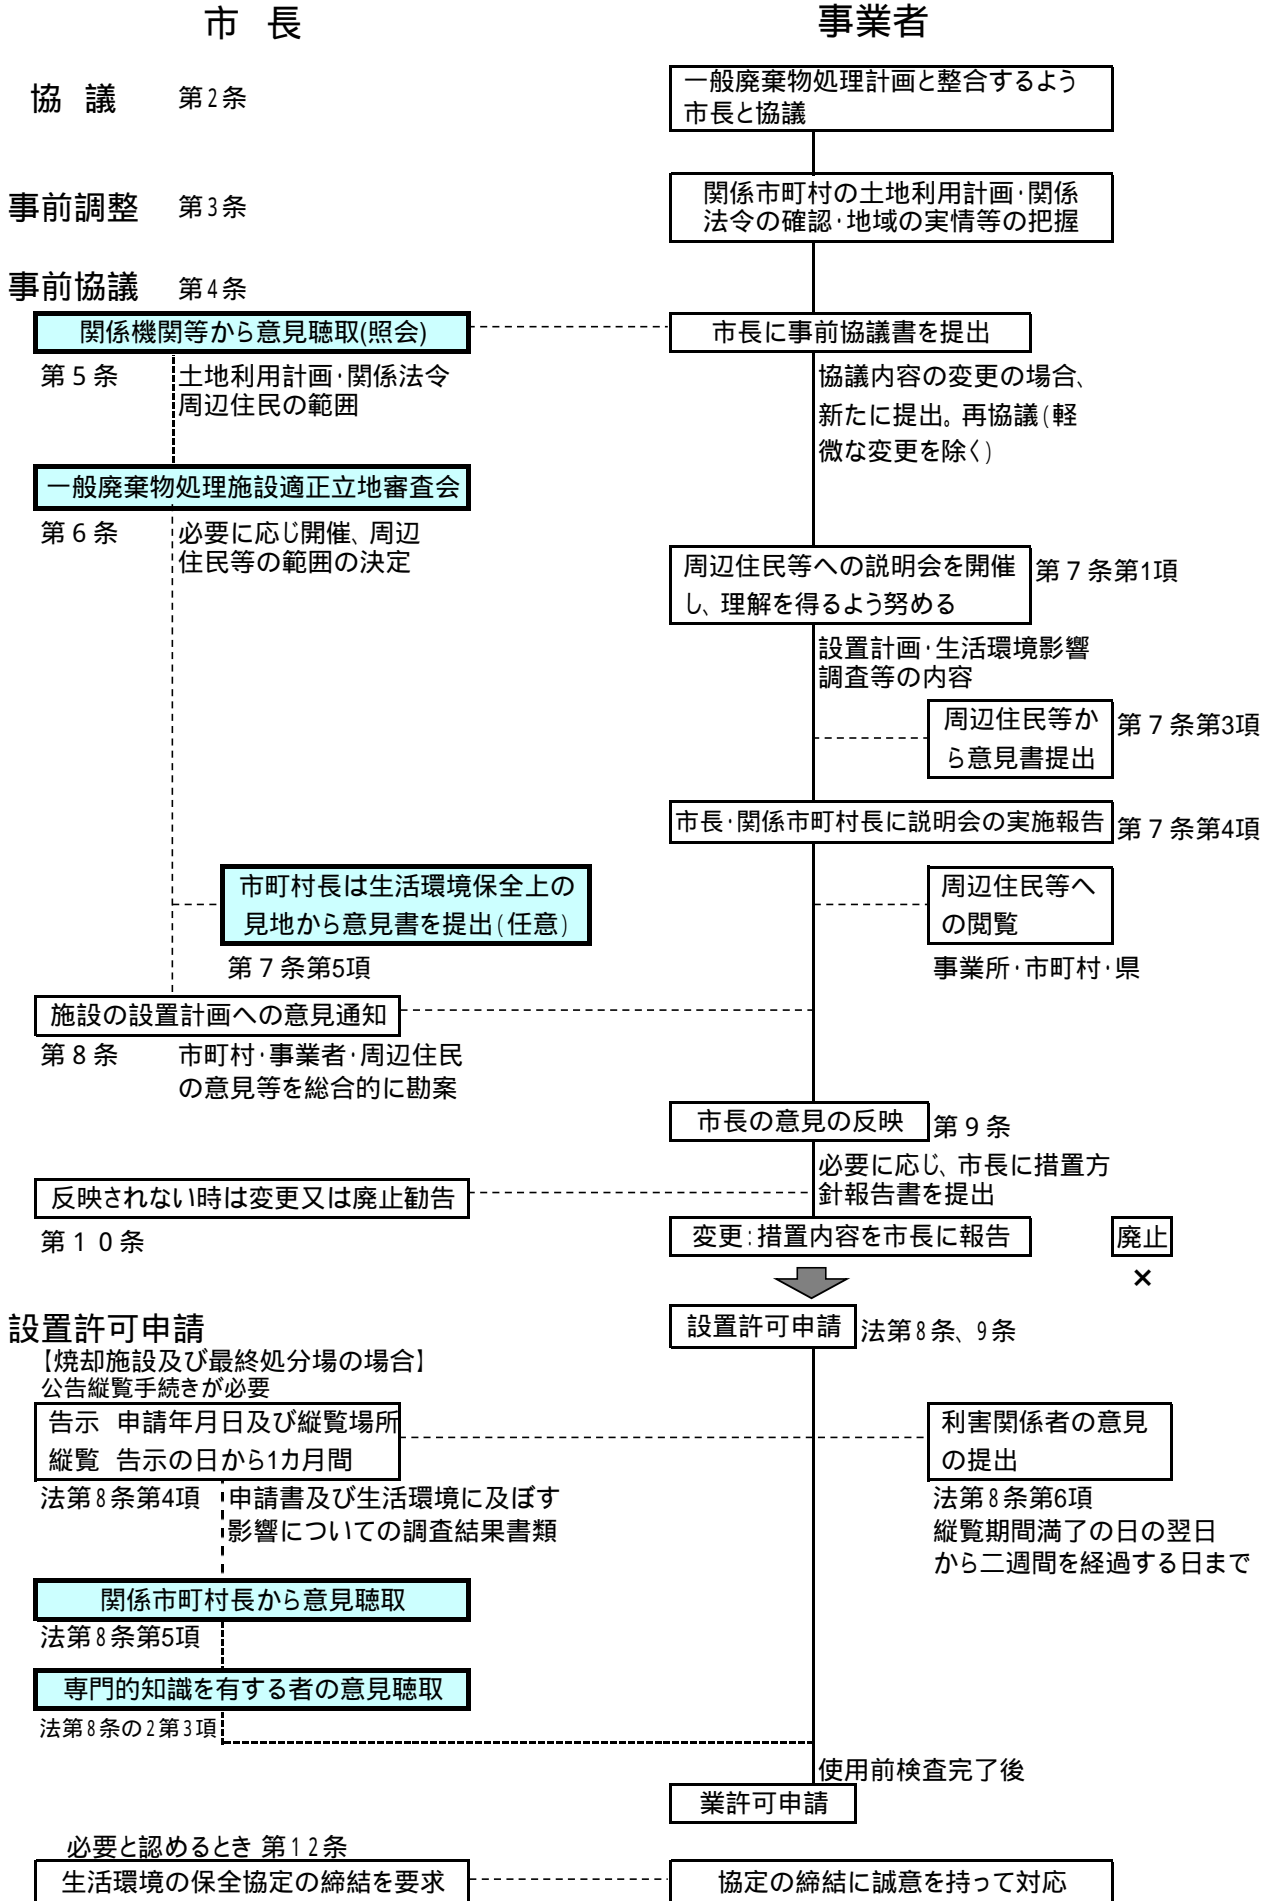 市 長
事業者
協 議 第2条
一般廃棄物処理計画と整合するよう
市長と協議
事前調整 第3条
関係市町村の土地利用計画･関係
法令の確認･地域の実情等の把握
事前協議 第4条
関係機関等から意見聴取(照会)
市長に事前協議書を提出
第5条
土地利用計画･関係法令
周辺住民の範囲
協議内容の変更の場合、
新たに提出。再協議(軽
微な変更を除く)
一般廃棄物処理施設適正立地審査会
第6条
必要に応じ開催、周辺
住民等の範囲の決定
周辺住民等への説明会を開催
し、理解を得るよう努める
第7条第1項
設置計画･生活環境影響
調査等の内容
周辺住民等か
ら意見書提出
第7条第3項
市長･関係市町村長に説明会の実施報告
第7条第4項
市町村長は生活環境保全上の
見地から意見書を提出(任意)
第7条第5項
周辺住民等へ
の閲覧
事業所･市町村･県
施設の設置計画への意見通知
第8条
市町村･事業者･周辺住民
の意見等を総合的に勘案
市長の意見の反映
第9条
必要に応じ、市長に措置方
針報告書を提出
反映されない時は変更又は廃止勧告
第10条
変更:措置内容を市長に報告
廃止
×
設置許可申請
【焼却施設及び最終処分場の場合】
公告縦覧手続きが必要
設置許可申請
法第8条、9条
告示 申請年月日及び縦覧場所
縦覧 告示の日から1カ月間
法第8条第4項
申請書及び生活環境に及ぼす
影響についての調査結果書類
利害関係者の意見
の提出
法第8条第6項
縦覧期間満了の日の翌日
から二週間を経過する日まで
関係市町村長から意見聴取
法第8条第5項
専門的知識を有する者の意見聴取
法第8条の2第3項
使用前検査完了後
業許可申請
必要と認めるとき 第12条
生活環境の保全協定の締結を要求
協定の締結に誠意を持って対応